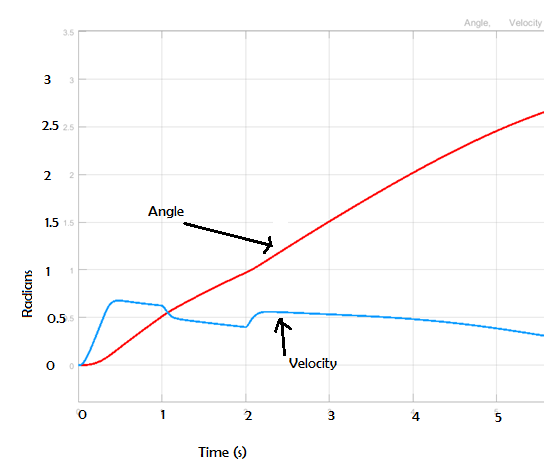 Angle, Velocity
3.5
3 3
2.5 2.5
2 2
Angle
1.5 1.5
1 1
Radians
0.5 0.5
Velocity
0 0
0 1 2 3 4 5
Time (s)